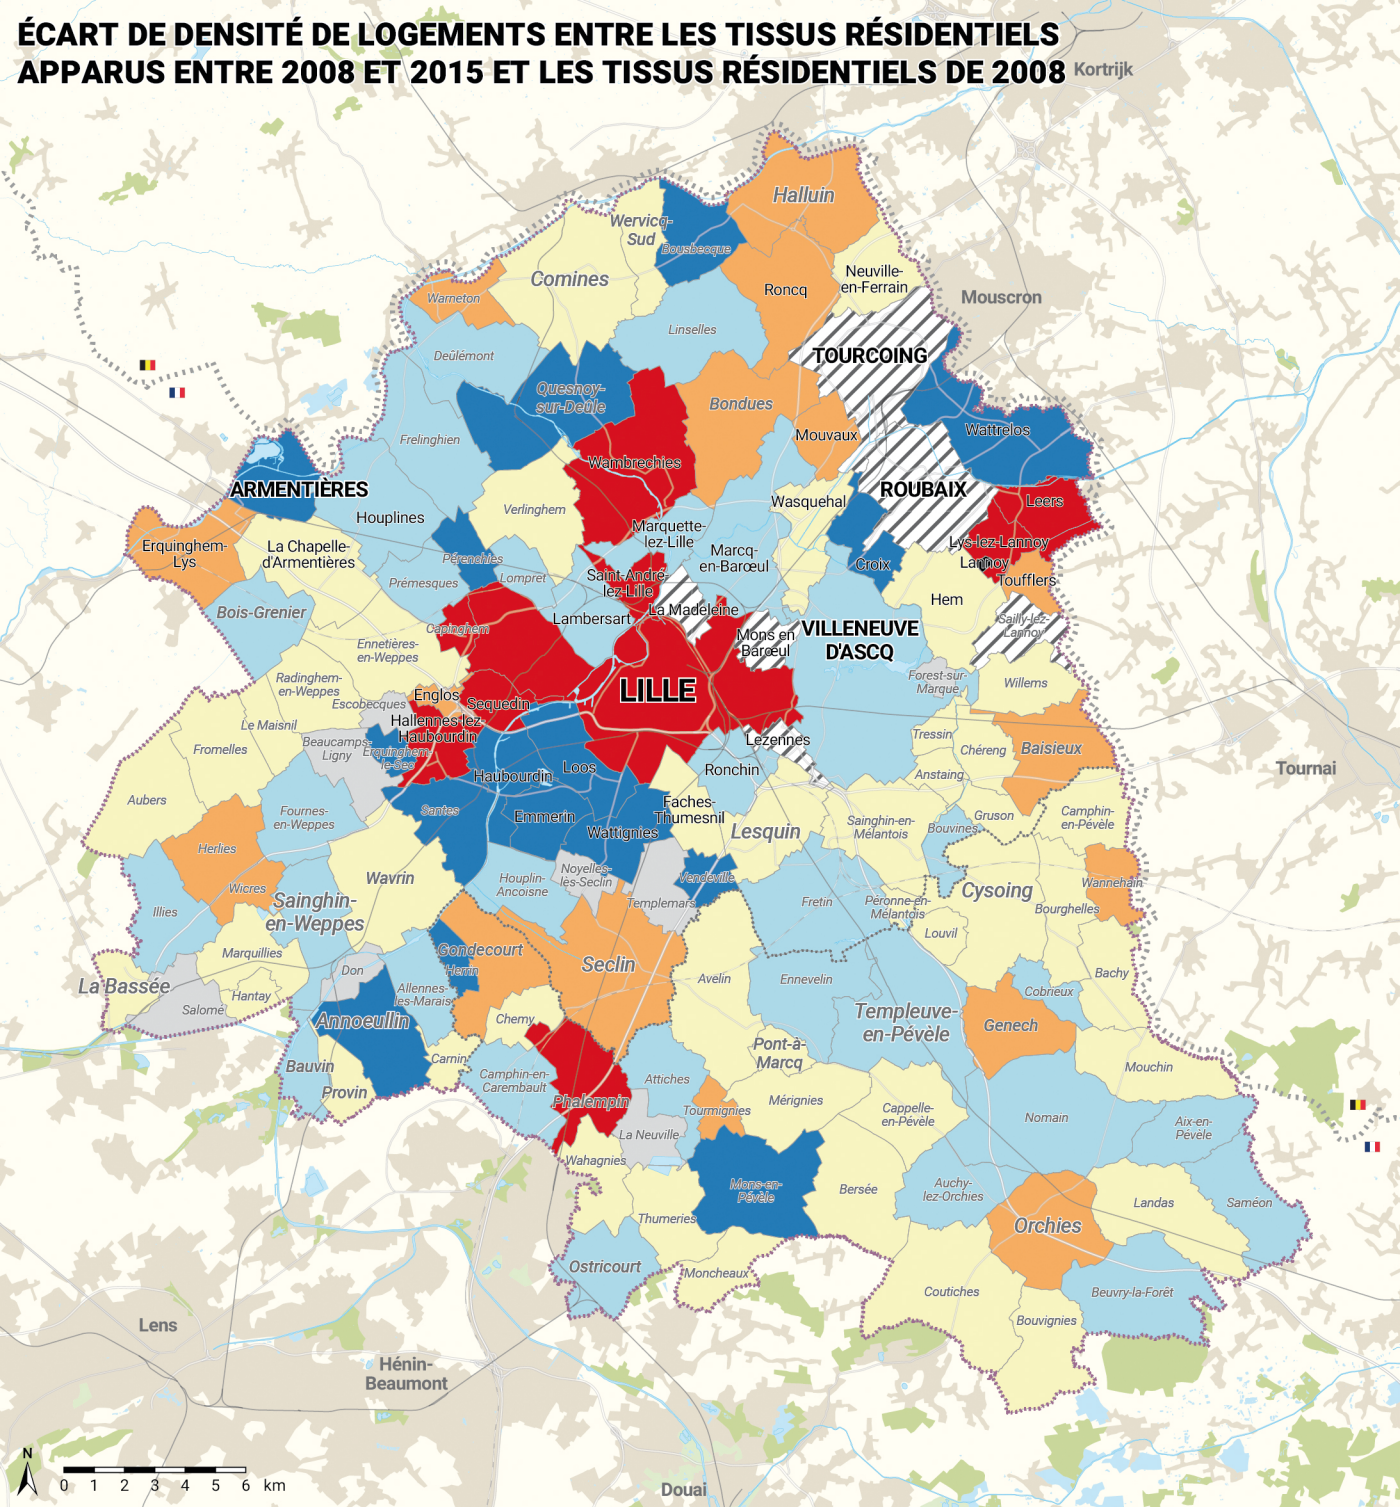 ÉCART DE DENSITÉ DE LOGEMENTS ENTRE LES TISSUS RÉSIDENTIELS
APPARUS ENTRE 2008 ET 2015 ET LES TISSUS RÉSIDENTIELS DE 2008
Kortrijk
Halluin
Wervicq-
Sud
Bousbecque
Comines
Neuville-
en-Ferrain
Roncq
Warneton
Mouscron
Linselles
Deûlémont
TOURCOING
Quesnoy-
sur-Deûle
Bondues
Frelinghien
Mouvaux
Wattrelos
Wambrechies
ARMENTIÈRES
ROUBAIX
Wasquehal
Leers
Verlinghem
Houplines
Marquette-
lez-Lille
Lys-lez-Lannoy
Erquinghem-
Lys
La Chapelle-
d'Armentières
Pérenchies
Marcq-
en-Barœul
Croix
Lannoy
Prémesques
Lompret
Saint-André-
lez-Lille
Toufflers
Hem
Bois-Grenier
La Madeleine
Lambersart
Sailly-lez-
Lannoy
Capinghem
Mons en
Barœul
VILLENEUVE
D'ASCQ
Ennetières-
en-Weppes
Radinghem-
en-Weppes
Englos
LILLE
Forest-sur-
Marque
Willems
Escobecques
Sequedin
Le Maisnil
Hallennes lez-
Haubourdin
Fromelles
Beaucamps-
Ligny
Erquinghem-
le-Sec
Lezennes
Tressin
Chéreng
Baisieux
Haubourdin
Loos
Ronchin
Anstaing
Tournai
Aubers
Fournes-
en-Weppes
Santes
Emmerin
Faches-
Thumesnil
Wattignies
Lesquin
Sainghin-en-
Mélantois
Bouvines
Gruson
Camphin-
en-Pévèle
Herlies
Wicres
Wavrin
Houplin-
Ancoisne
Noyelles-
lès-Seclin
Vendeville
Templemars
Illies
Sainghin-
en-Weppes
Fretin
Péronne-en-
Mélantois
Cysoing
Wannehain
Bourghelles
Louvil
Marquillies
Gondecourt
Herrin
Seclin
Don
La Bassée
Salomé
Hantay
Allennes-
les-Marais
Avelin
Ennevelin
Bachy
Cobrieux
Annoeullin
Chemy
Templeuve-
en-Pévèle
Genech
Carnin
Bauvin
Provin
Camphin-en-
Carembault
Pont-à-
Marcq
Attiches
Mouchin
Phalempin
Tourmignies
Mérignies
Cappelle-
en-Pévèle
Nomain
Aix-en-
Pévèle
La Neuville
Wahagnies
Mons-en-
Pévèle
Bersée
Auchy-
lez-Orchies
Landas
Saméon
Thumeries
Orchies
Ostricourt
Moncheaux
Coutiches
Beuvry-la-Forêt
Bouvignies
Lens
Hénin-
Beaumont
Douai
N
0 1 2 3 4 5 6 km